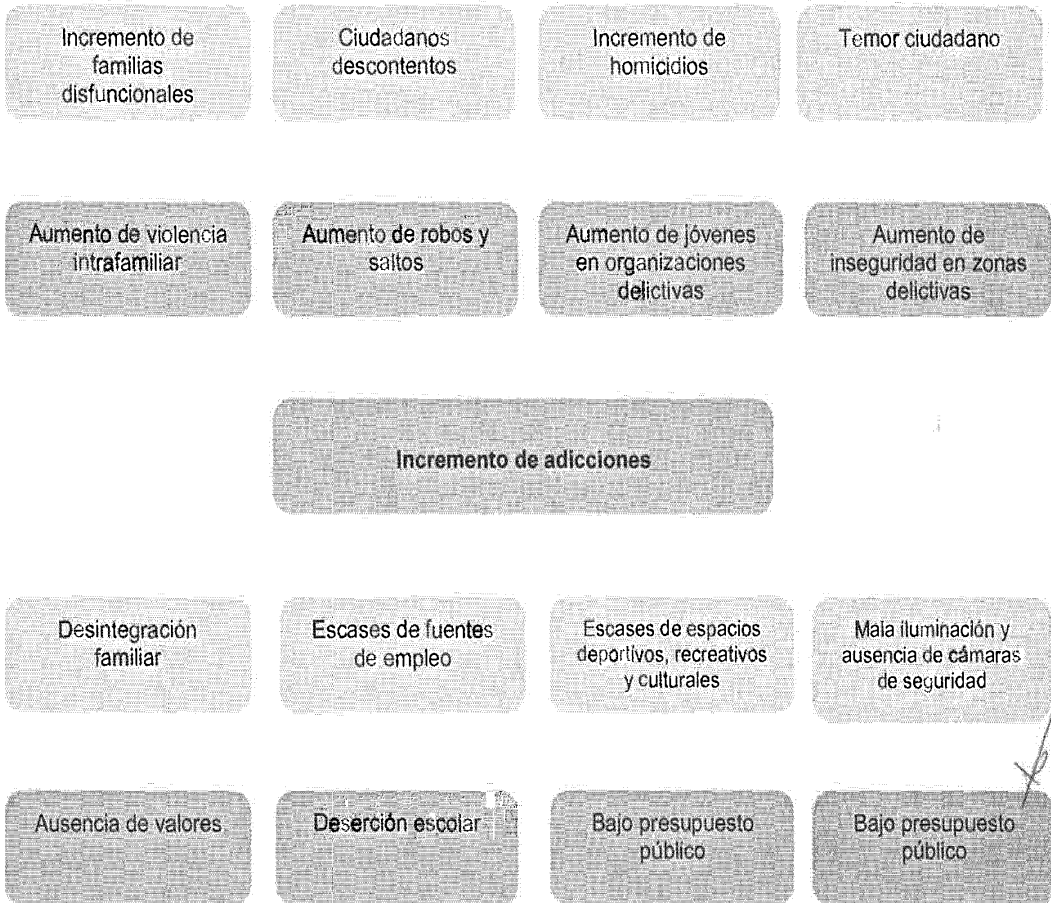 Incremento de
familias
disfuncionales
Ciudadanos
descontentos
Incremento de
homicidios
Temor ciudadano
Aumento de violencia
intrafamiliar
Aumento de robos y
saltos
Aumento de jóvenes
en organizaciones
delictivas
Aumento de
inseguridad en zonas
delictivas
Incremento de adicciones
Desintegración
familiar
Escases de fuentes
de empleo
Escases de espacios
deportivos, recreativos
y culturales
Mala iluminación y
ausencia de cámaras
de seguridad
Ausencia de valores
Deserción escolar
Bajo presupuesto
público
Bajo presupuesto
público